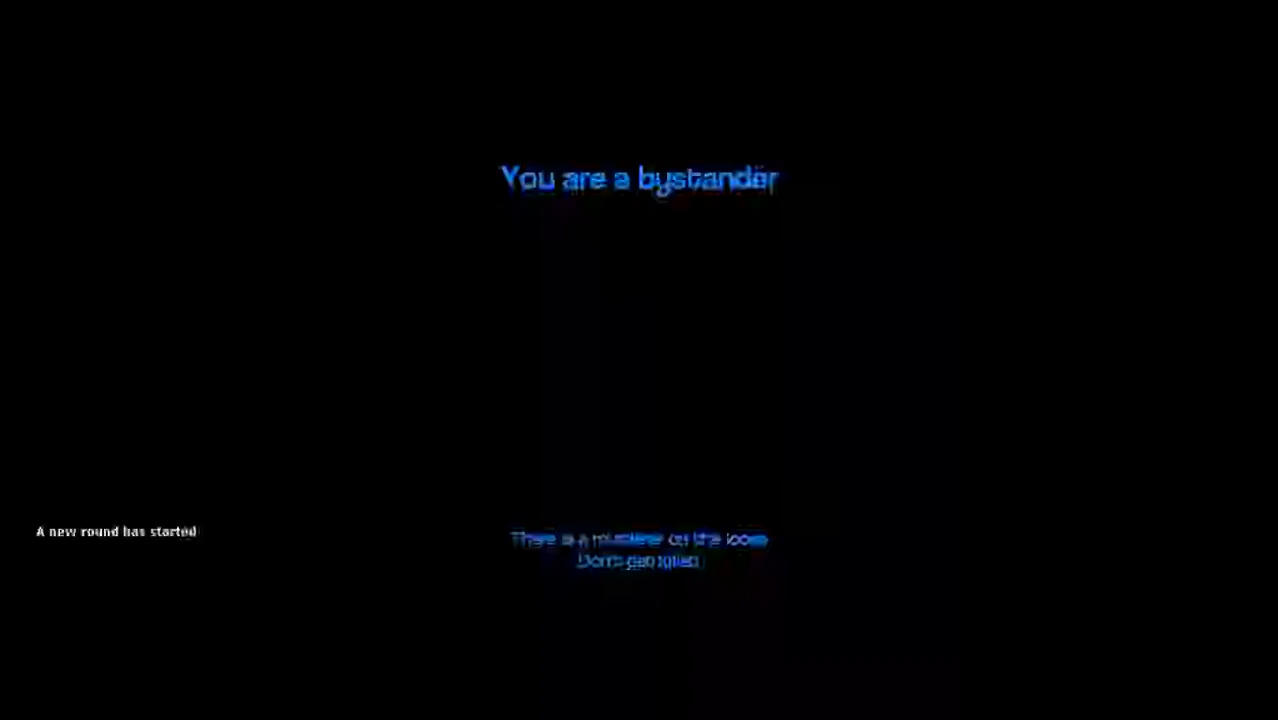 You are a bystander
A new round has started
There is a murderer on the loose
Don't get killed